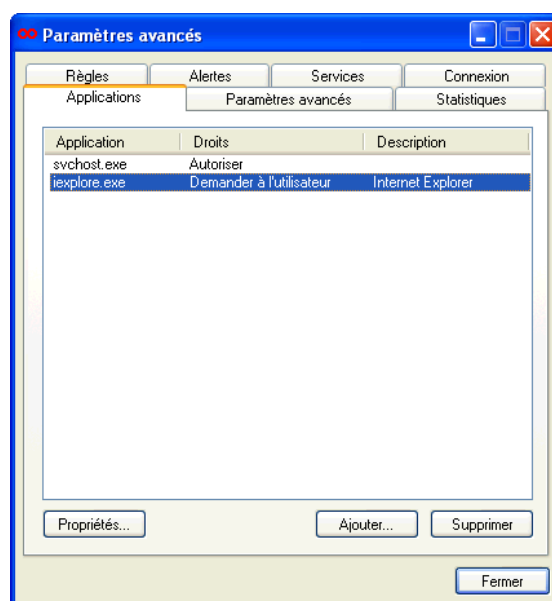 Paramètres avancés
Règles Alertes Services Connexion
Applications Paramètres avancés Statistiques
Application Droits Description
svchost.exe Autoriser
iexplore.exe Demander à l'utilisateur Internet Explorer
Propriétés... Ajouter... Supprimer
Fermer